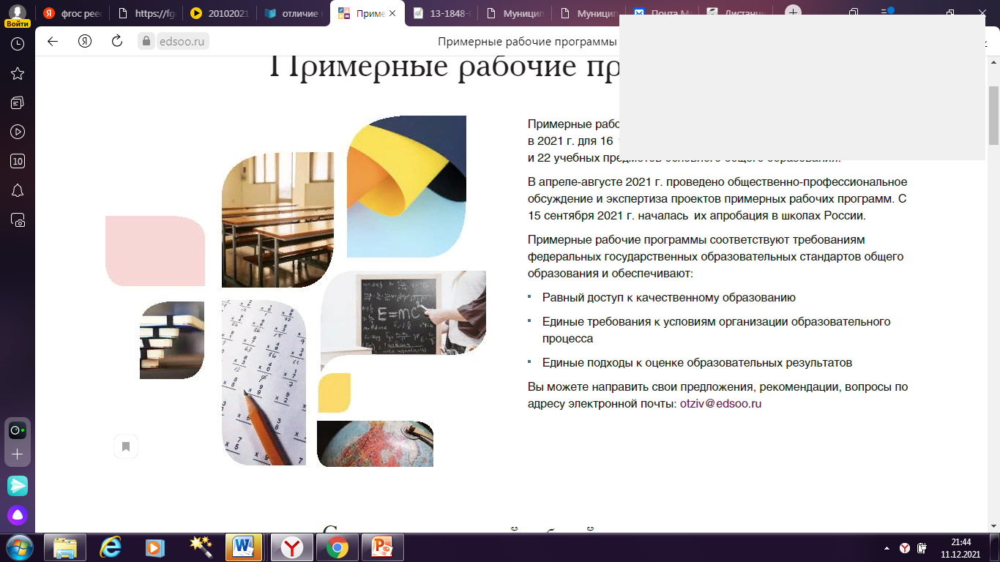 фгос рее
https://fg
20102021
отличие
Приме
13-1848-
Муницип
Муницип
Почта Ма
Дистанци
Войти
edsoo.ru
Примерные рабочие программы
Примерные рабочие пр
Примерные рабо
в 2021 г. для 16
и 22 учебных предметов основного общего образования.
В апреле-августе 2021 г. проведено общественно-профессиональное
обсуждение и экспертиза проектов примерных рабочих программ. С
15 сентября 2021 г. началась их апробация в школах России.
Примерные рабочие программы соответствуют требованиям
федеральных государственных образовательных стандартов общего
образования и обеспечивают:
Равный доступ к качественному образованию
Единые требования к условиям организации образовательного
процесса
Единые подходы к оценке образовательных результатов
Вы можете направить свои предложения, рекомендации, вопросы по
адресу электронной почты: otziv@edsoo.ru
E=mc²
10
21:44
11.12.2021